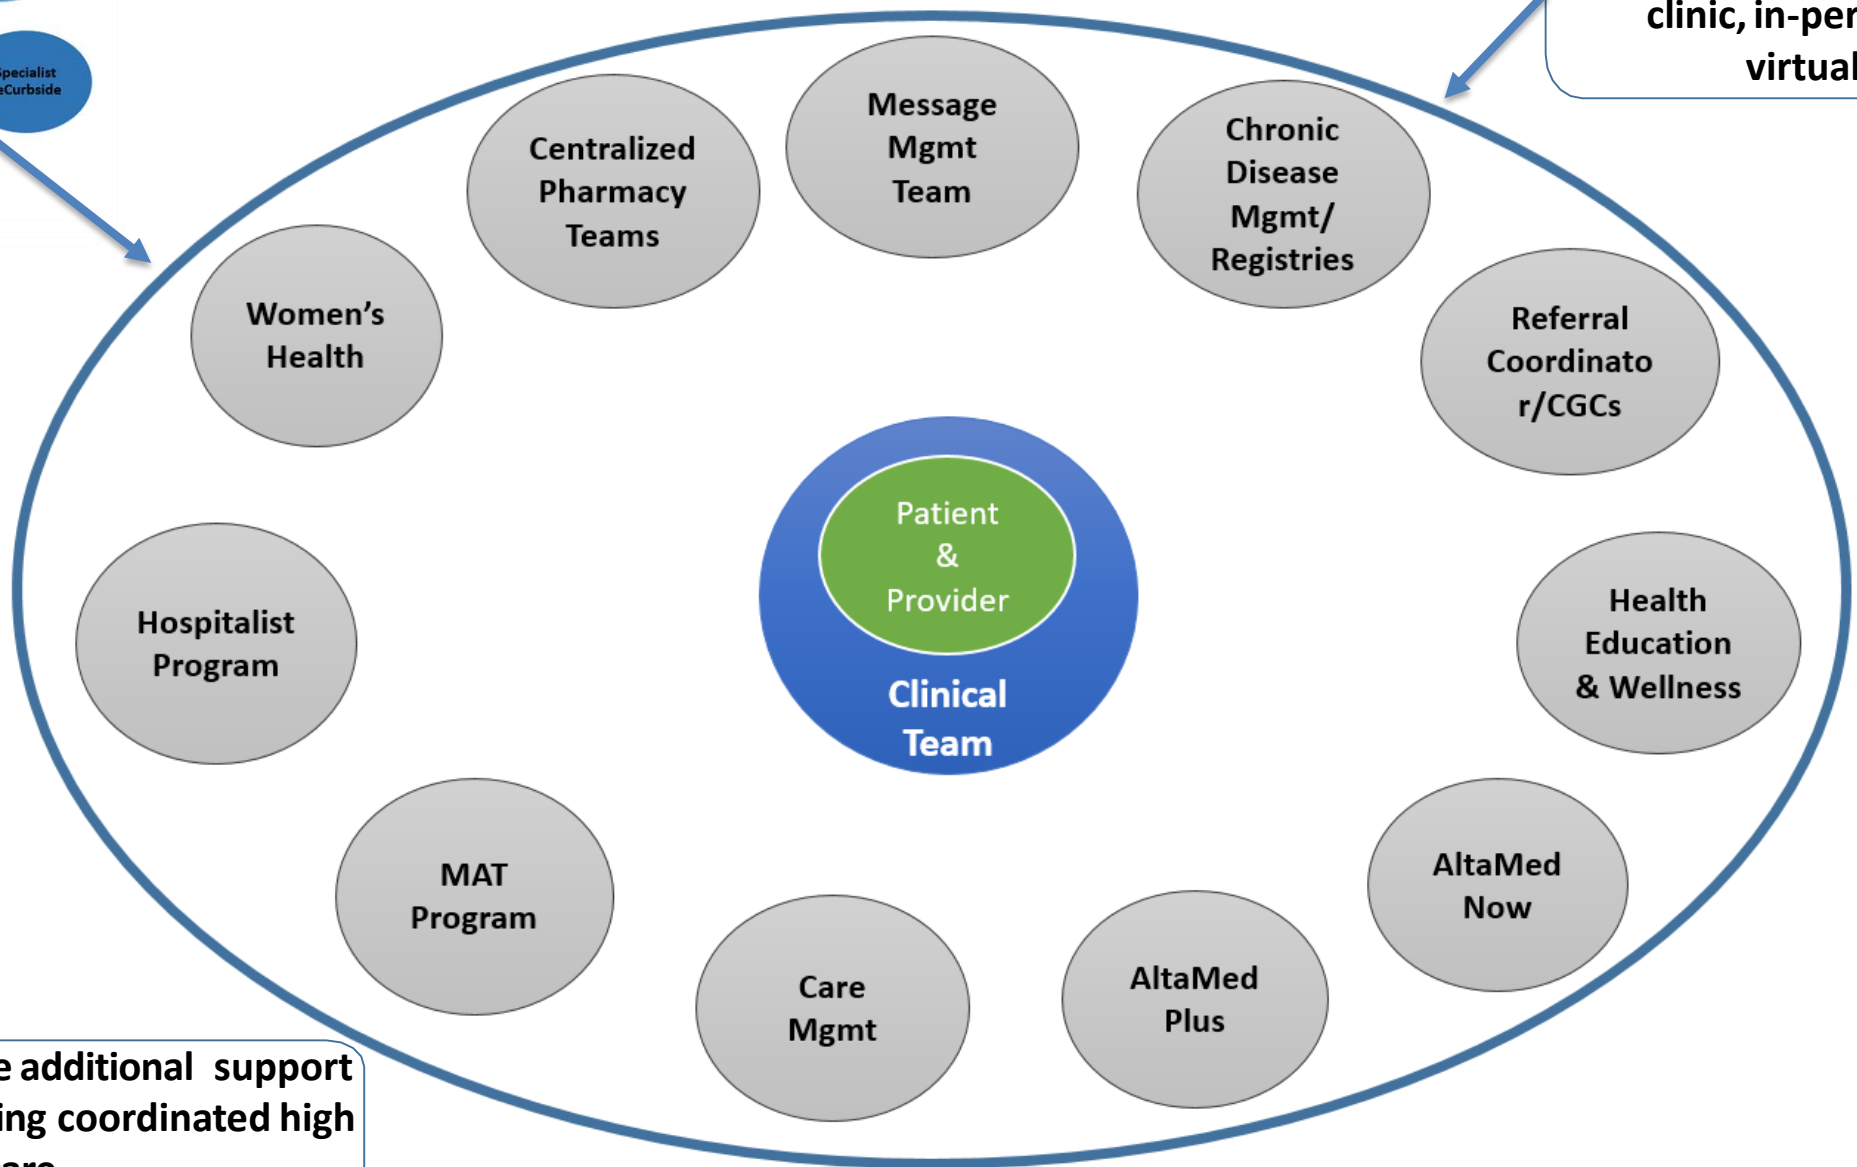 clinic, in-per
virtual
Specialist
eCurbside
Message
Mgmt
Team
Centralized
Pharmacy
Teams
Chronic
Disease
Mgmt/
Registries
Women's
Health
Referral
Coordinato
r/CGCs
Patient
&
Provider
Clinical
Team
Hospitalist
Program
Health
Education
& Wellness
MAT
Program
AltaMed
Now
Care
Mgmt
AltaMed
Plus
e additional support
ing coordinated high